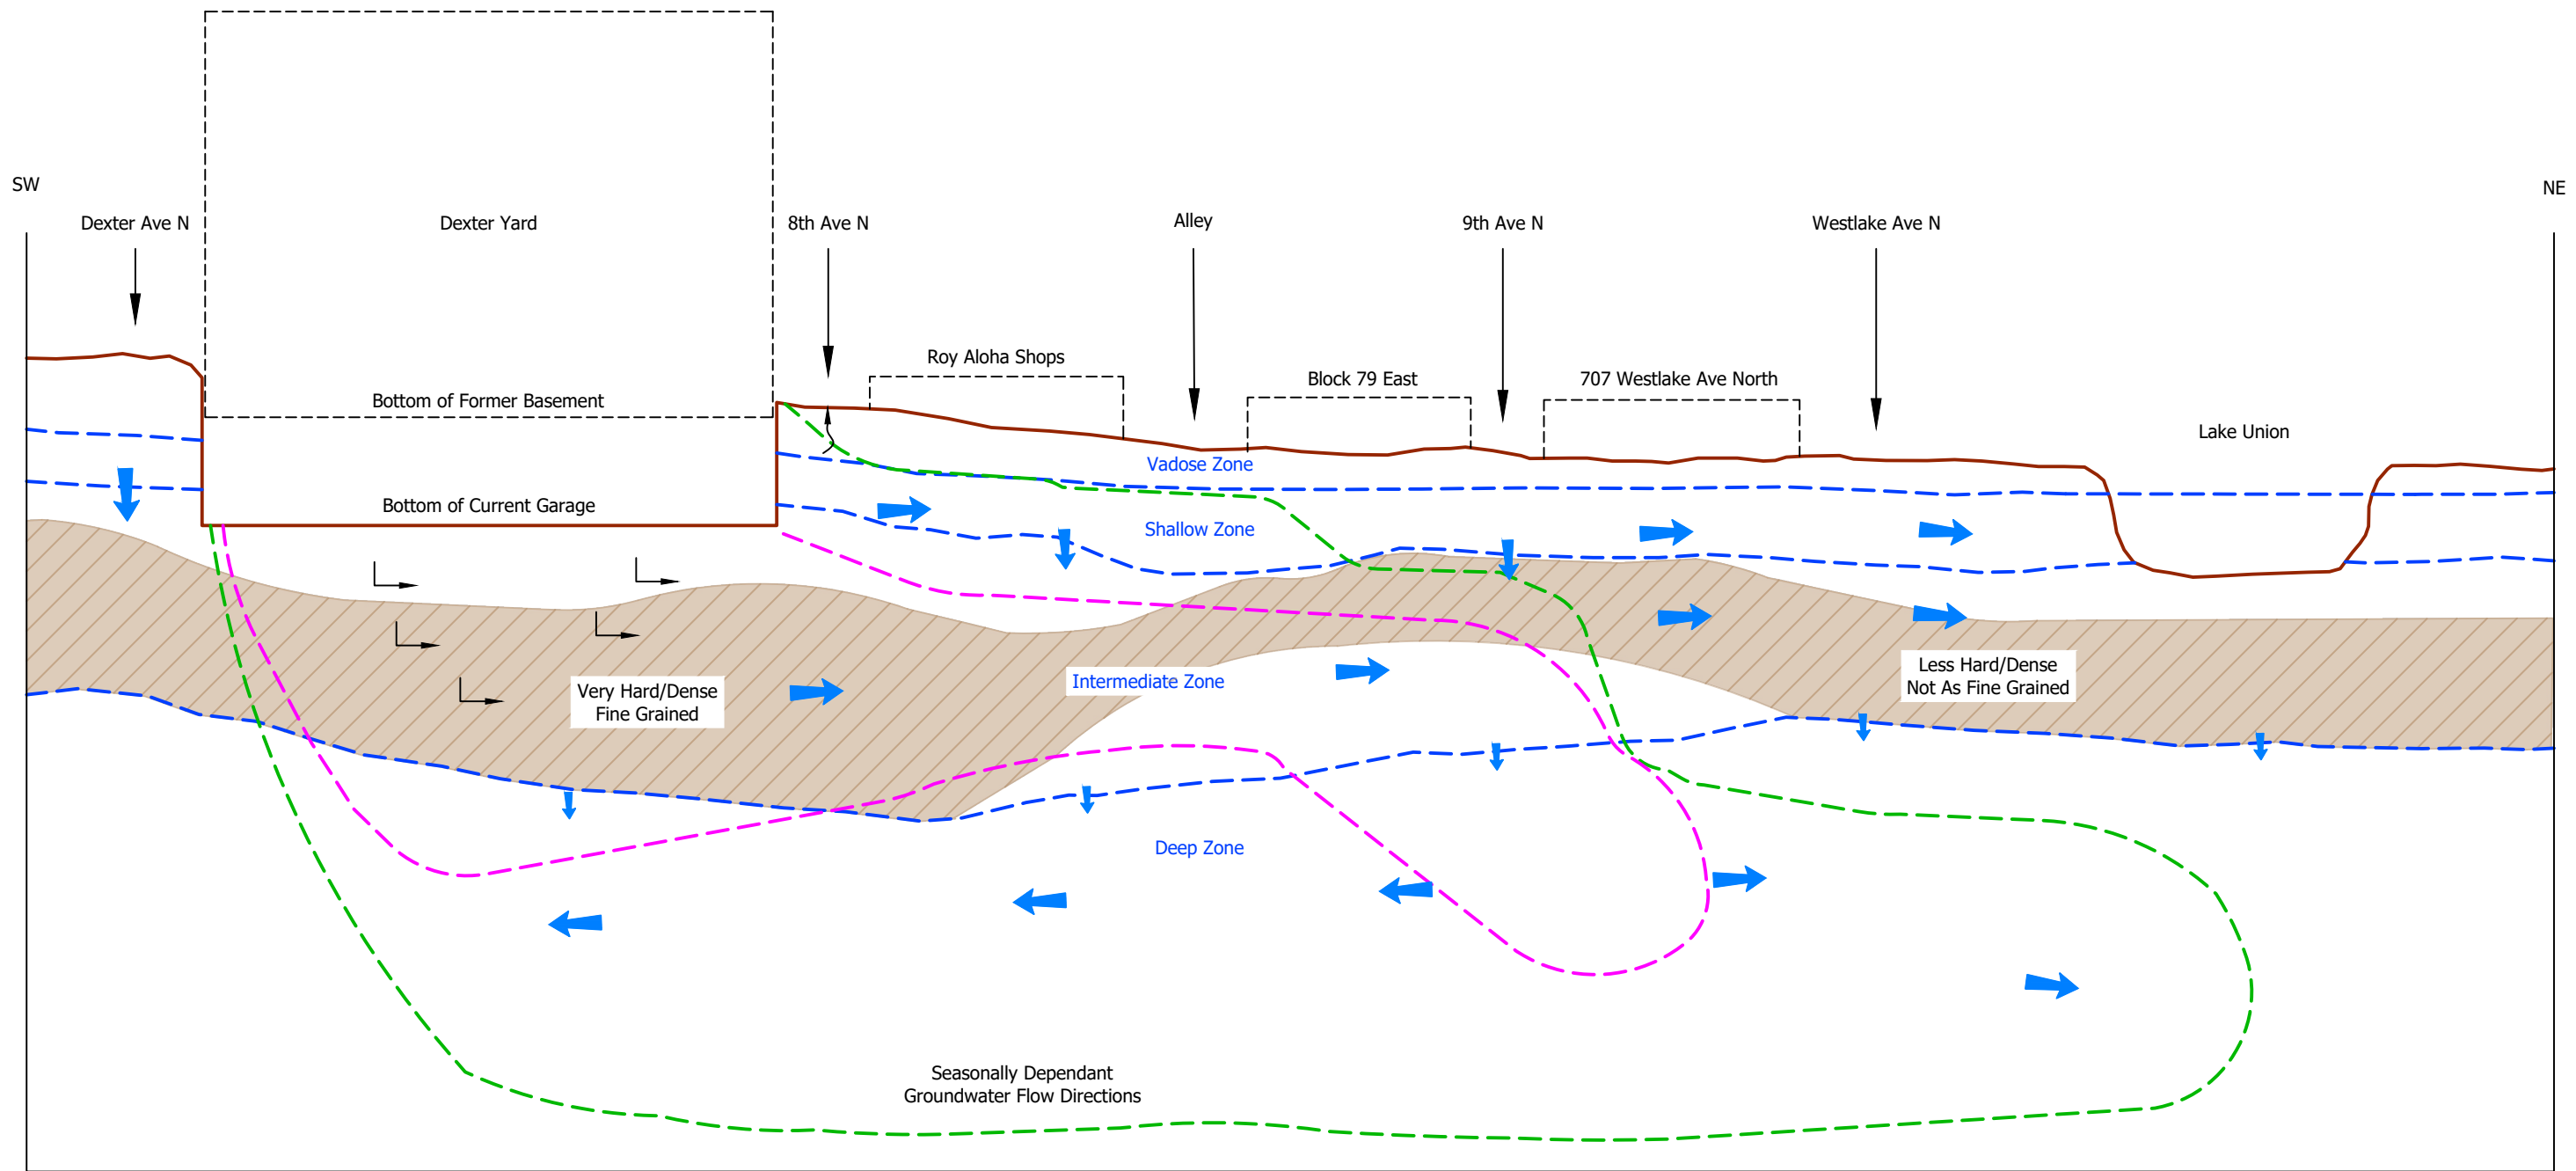 SW
NE
Dexter Ave N
Dexter Yard
8th Ave N
Alley
9th Ave N
Westlake Ave N
Roy Aloha Shops
Block 79 East
707 Westlake Ave North
Bottom of Former Basement
Lake Union
Vadose Zone
Bottom of Current Garage
Shallow Zone
Very Hard/Dense
Fine Grained
Intermediate Zone
Less Hard/Dense
Not As Fine Grained
Deep Zone
Seasonally Dependant
Groundwater Flow Directions